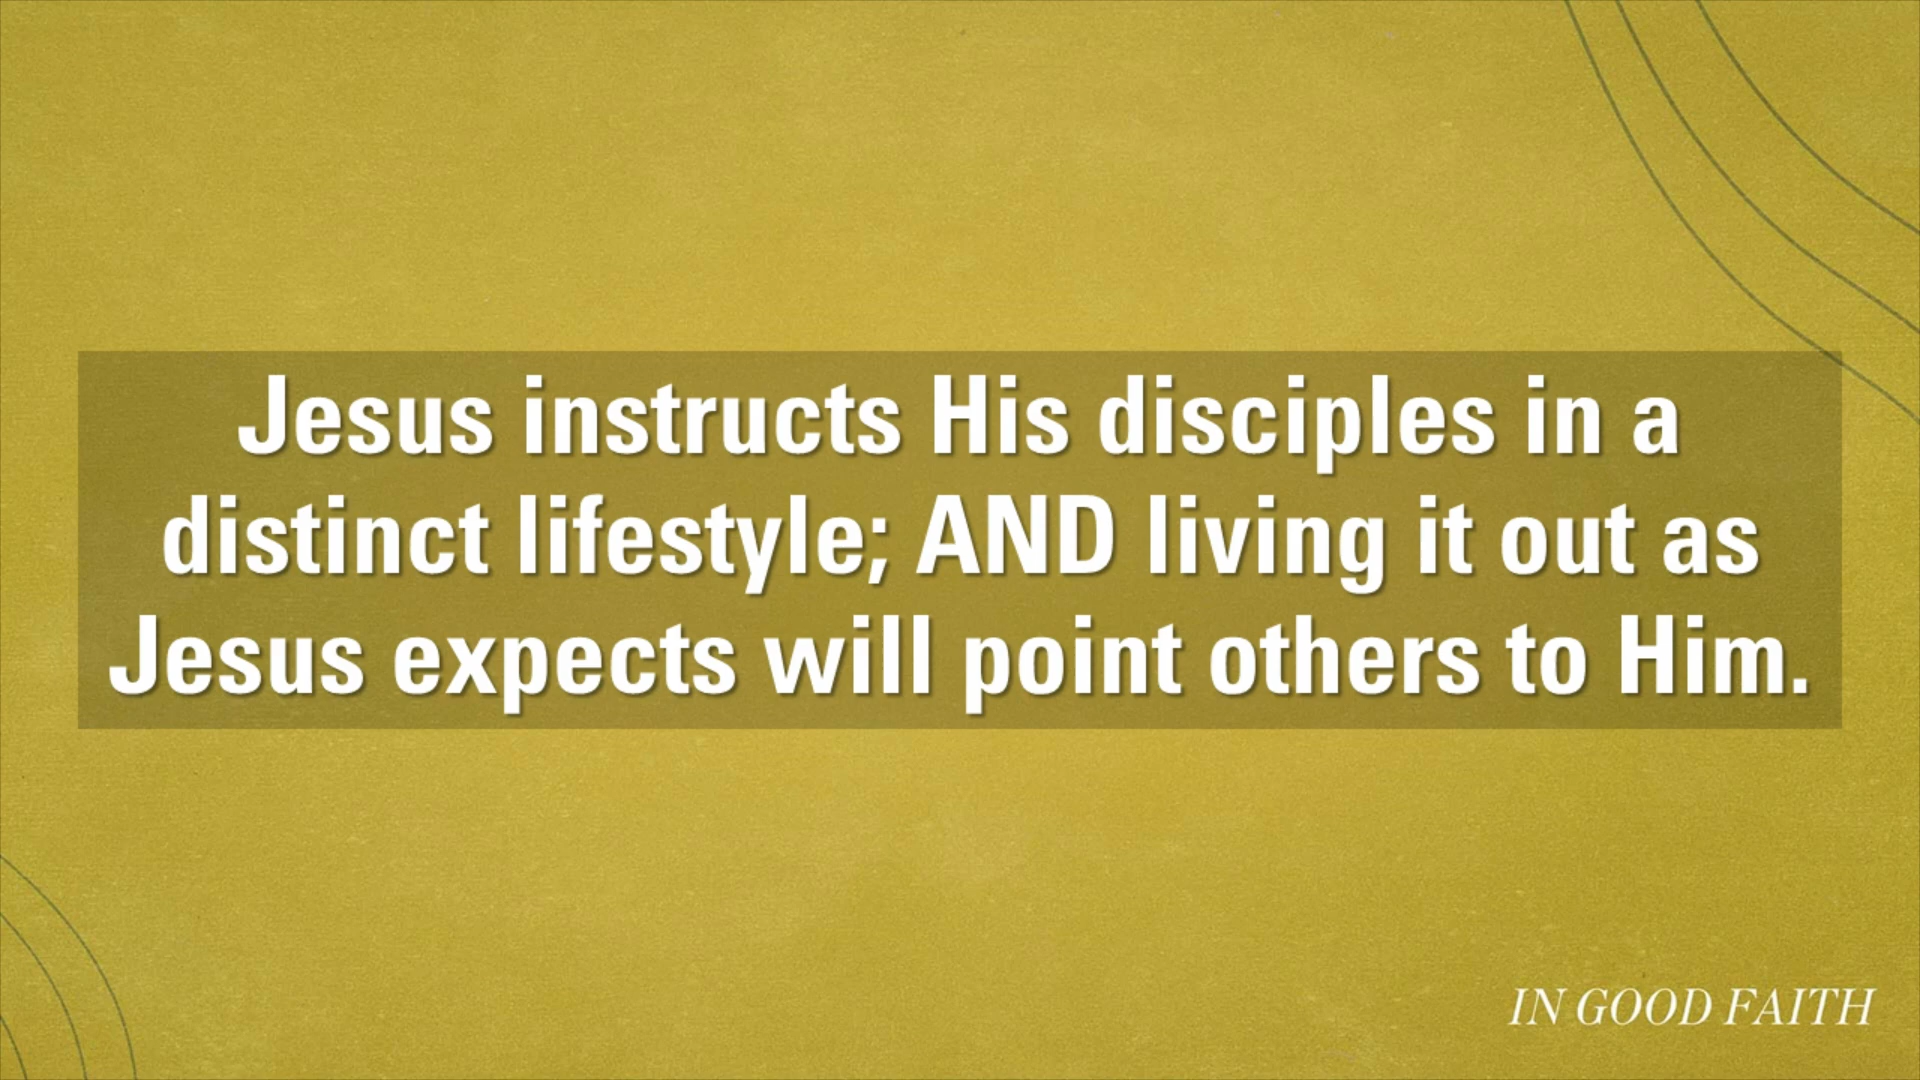 Jesus instructs His disciples in a
distinct lifestyle; AND living it out as
Jesus expects will point others to Him.
IN GOOD FAITH